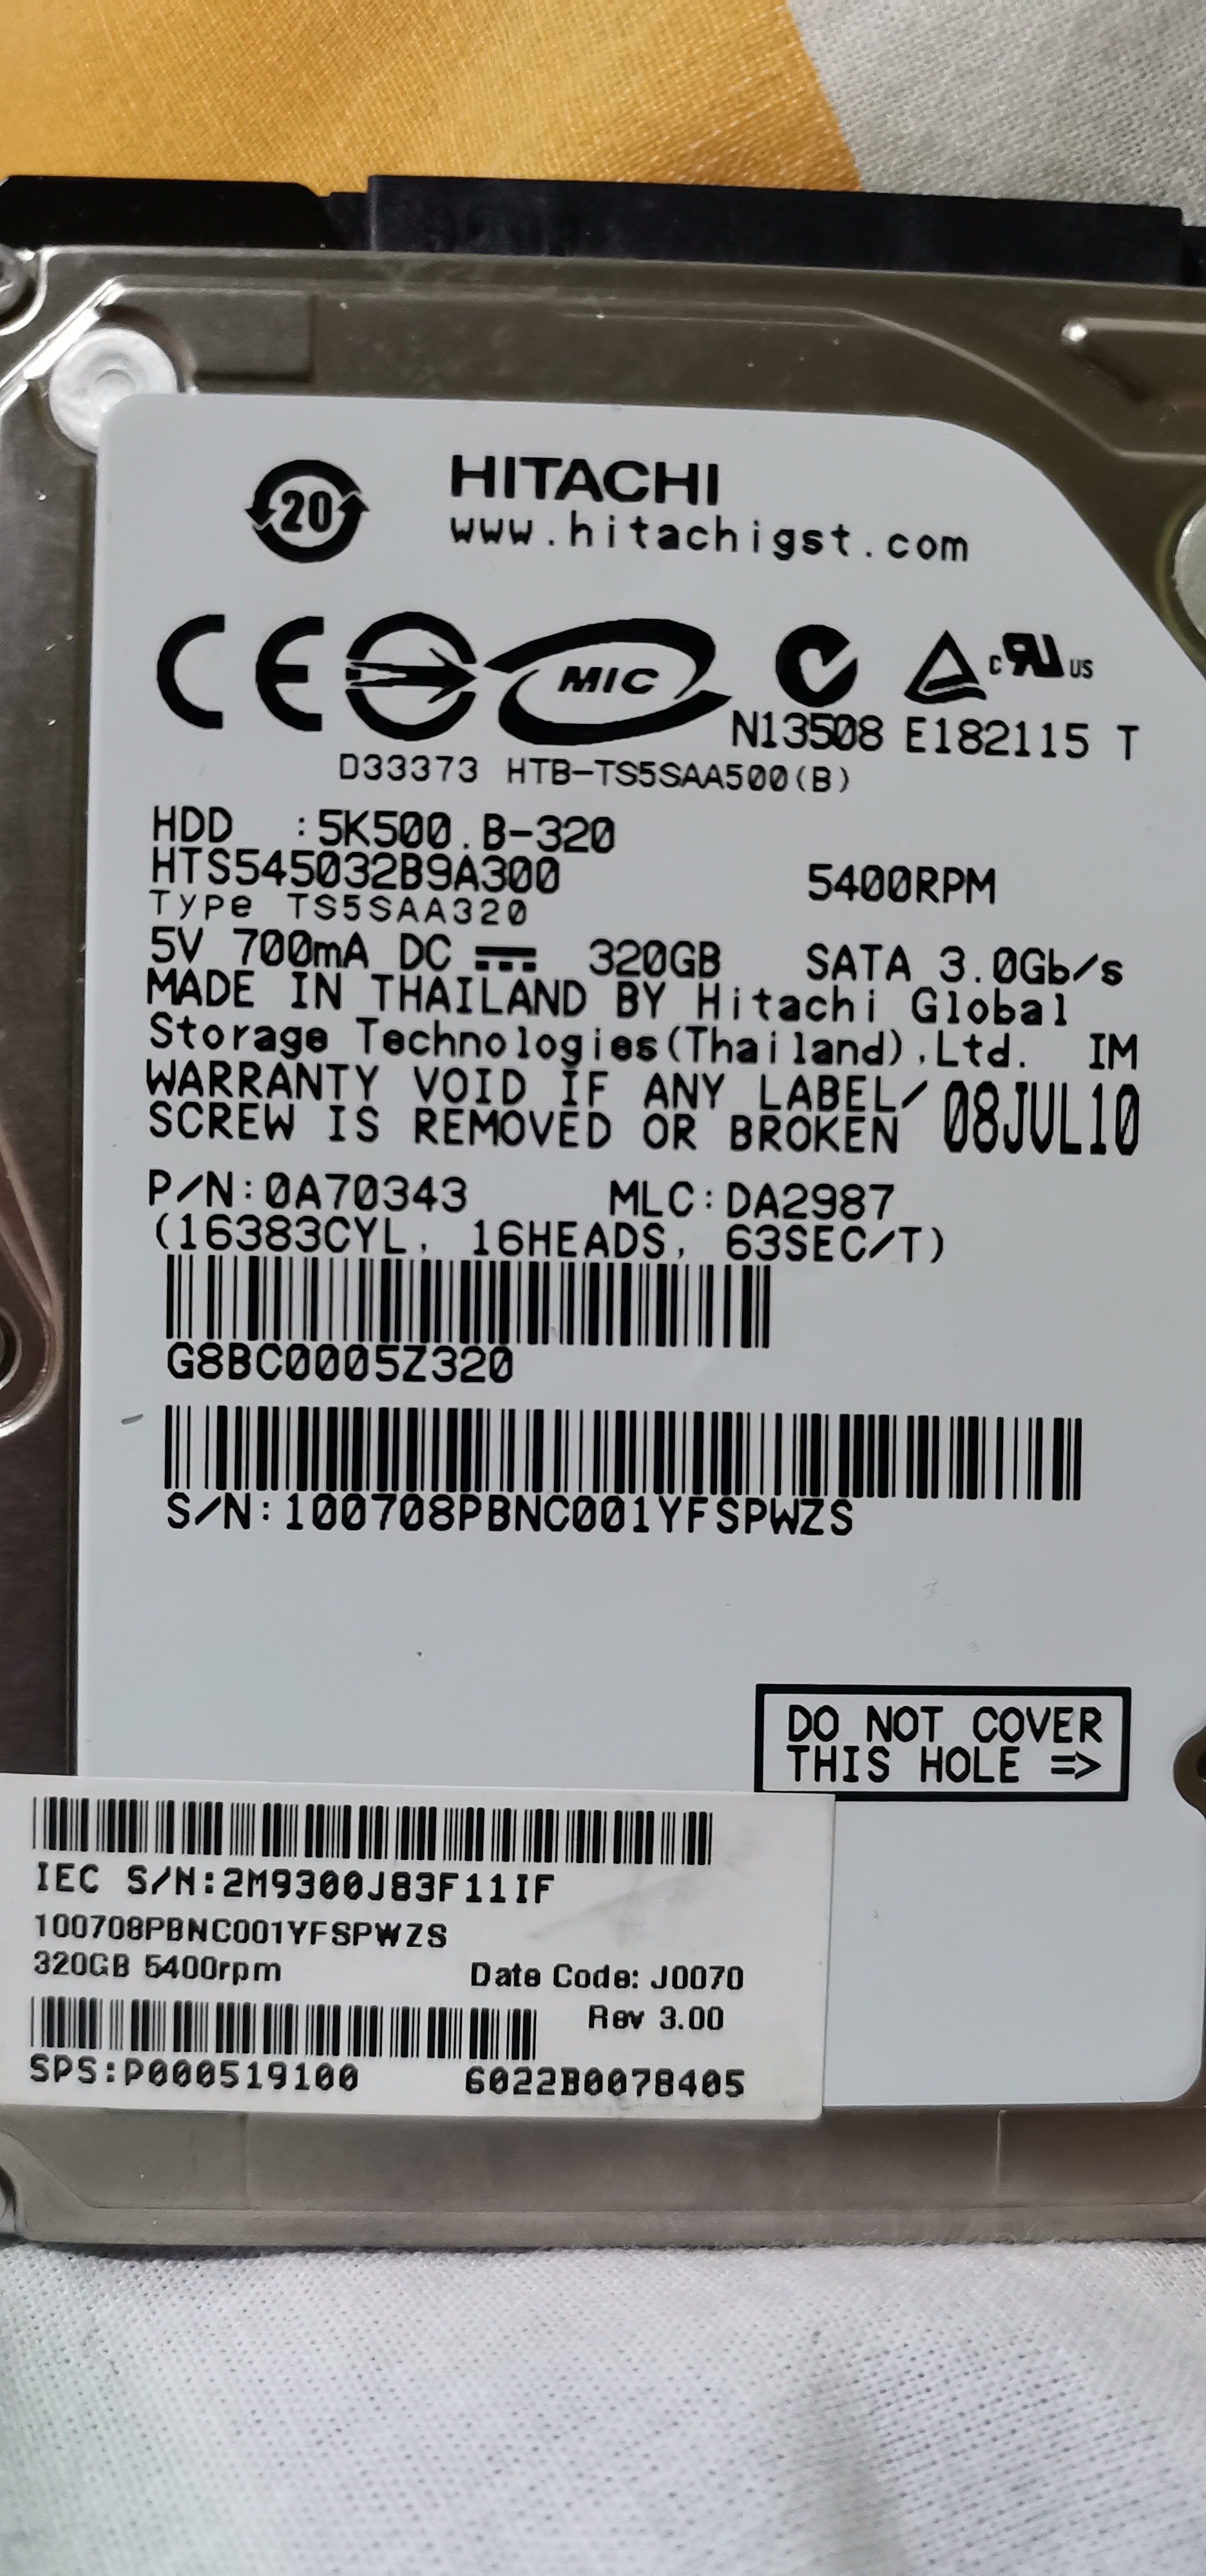 20
HITACHI
www.hitachigst.com
CE MIC c RU US
N13508 E182115 T
D33373 HTB-TS5SAA500(B)
HDD :5K500.B-320
HTS545032B9A300 5400RPM
Type TS5SAA320
5V 700mA DC 320GB SATA 3.0Gb/s
MADE IN THAILAND BY Hitachi Global
Storage Technologies(Thailand),Ltd. IM
WARRANTY VOID IF ANY LABEL/
SCREW IS REMOVED OR BROKEN 08JUL10
P/N:0A70343 MLC:DA2987
(16383CYL, 16HEADS, 63SEC/T)
G8BC0005Z320
S/N:100708PBNC001YFSPWZS
DO NOT COVER
THIS HOLE =>
IEC S/N:2M9300J83F11IF
100708PBNC001YFSPWZS
320GB 5400rpm Date Code: J0070
Rev 3.00
SPS:P000519100 6022B0078405